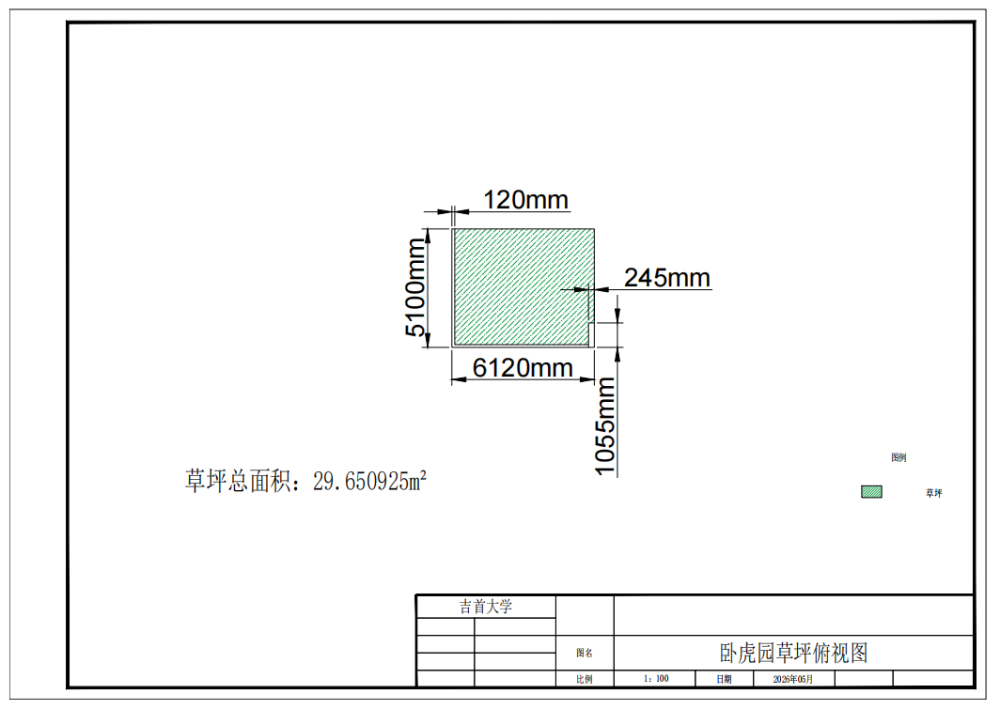 120mm
5100mm
245mm
6120mm
1055mm
草坪总面积：29.650925m²
图例
草坪
吉首大学
图名
卧虎园草坪俯视图
比例
1：100
日期
2026年05月